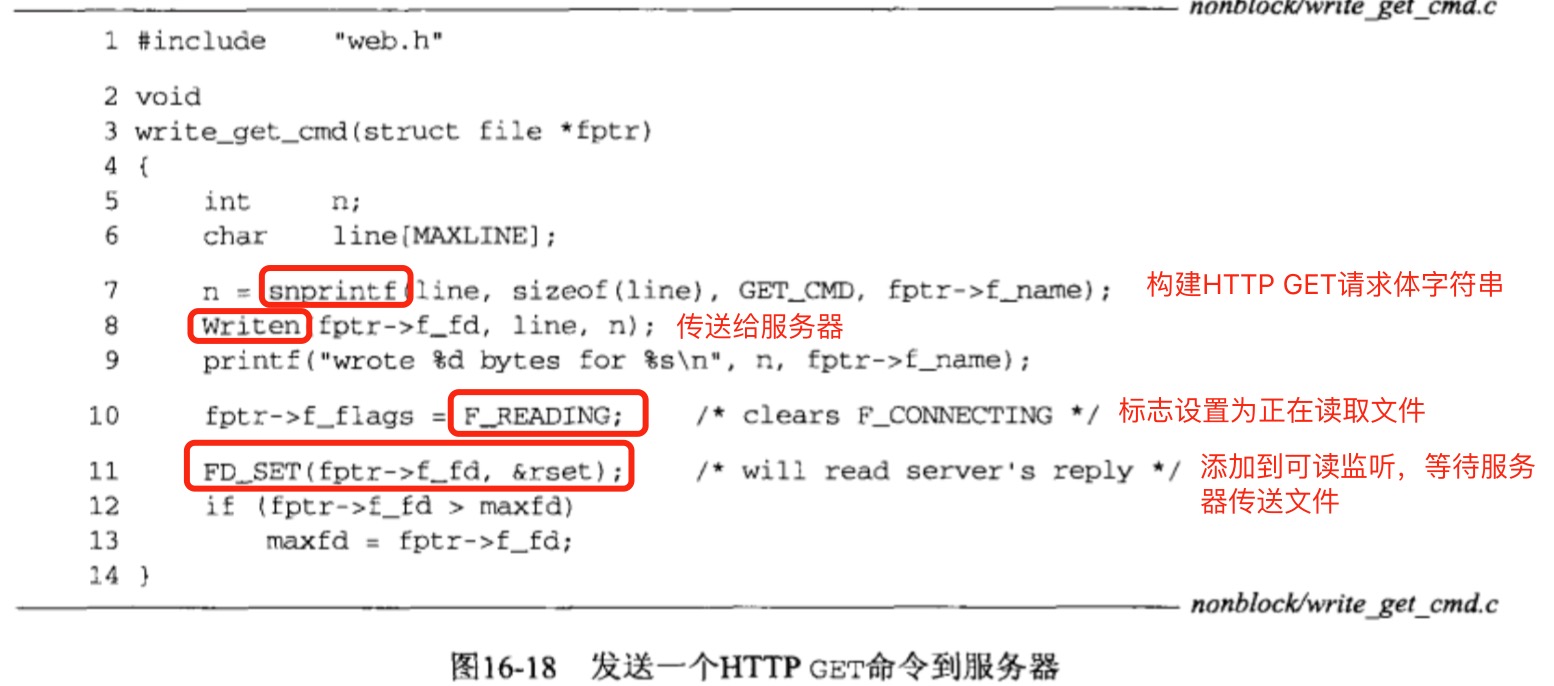 nonblock/write_get_cmd.c
1 #include "web.h"
2 void
3 write_get_cmd(struct file *fptr)
4 {
5 int n;
6 char line[MAXLINE];
7 n = snprintf(line, sizeof(line), GET_CMD, fptr->f_name); 构建HTTP GET请求体字符串
8 Writen fptr->f_fd, line, n); 传送给服务器
9 printf("wrote %d bytes for %s\n", n, fptr->f_name);
10 fptr->f_flags = F_READING; /* clears F_CONNECTING */ 标志设置为正在读取文件
11 FD_SET(fptr->f_fd, &rset); /* will read server's reply */ 添加到可读监听，等待服务
器传送文件
12 if (fptr->f_fd > maxfd)
13 maxfd = fptr->f_fd;
14 }
nonblock/write_get_cmd.c
图16-18 发送一个HTTP GET命令到服务器